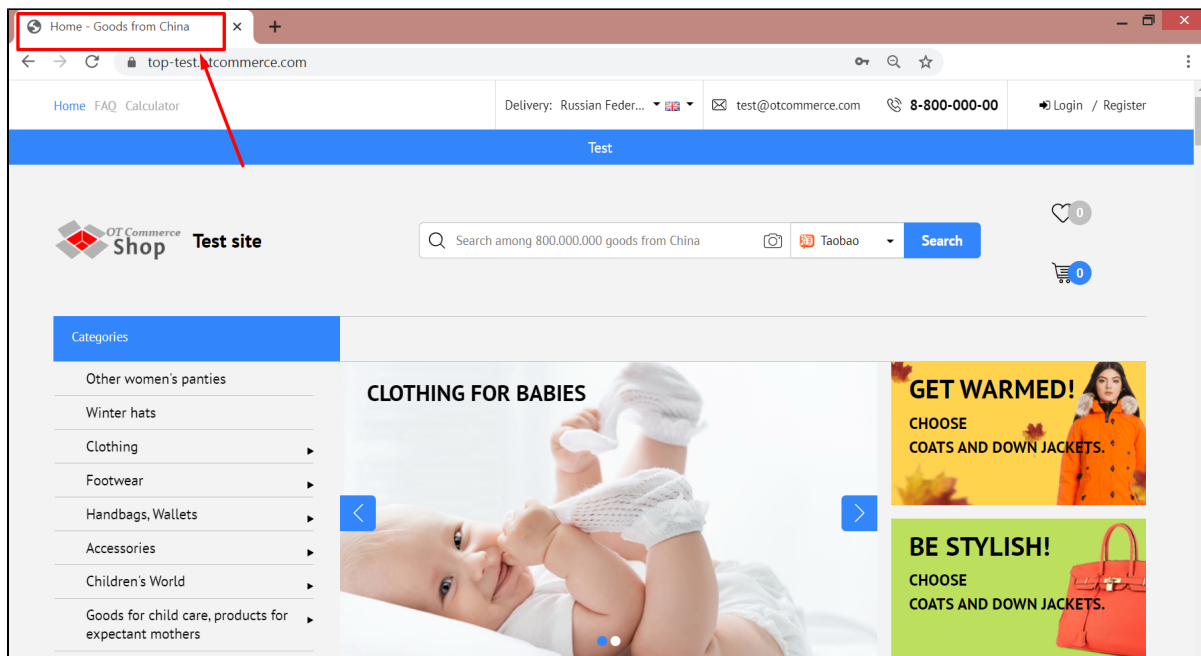 Home - Goods from China
top-test.otcommerce.com
Home FAQ Calculator
Delivery: Russian Feder...
test@otcommerce.com
8-800-000-00
Login / Register
Test
OT Commerce
Shop
Test site
Search among 800.000.000 goods from China
Taobao
Search
0
0
Categories
Other women's panties
Winter hats
Clothing
Footwear
Handbags, Wallets
Accessories
Children's World
Goods for child care, products for
expectant mothers
CLOTHING FOR BABIES
GET WARMED!
CHOOSE
COATS AND DOWN JACKETS.
BE STYLISH!
CHOOSE
COATS AND DOWN JACKETS.